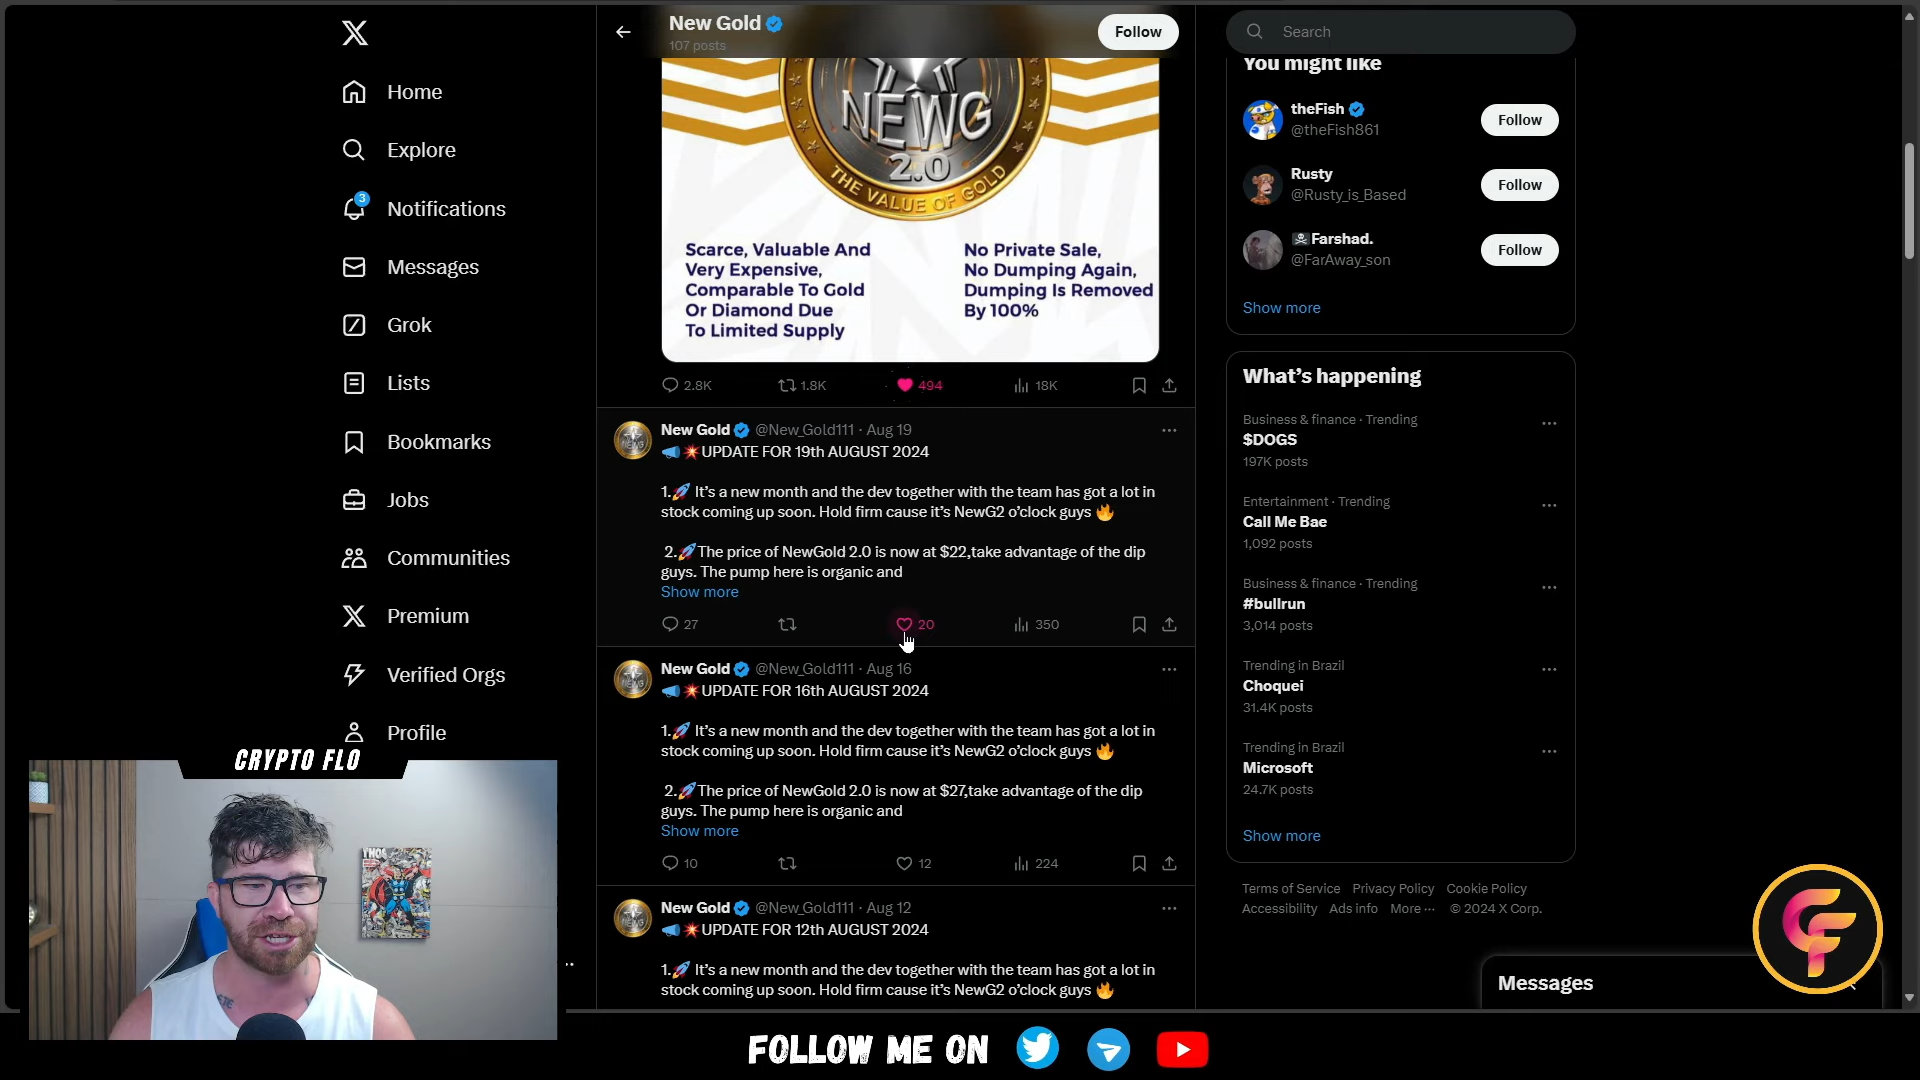 Home
Explore
3
Notifications
Messages
Grok
Lists
Bookmarks
Jobs
Communities
Premium
Verified Orgs
Profile
CRYPTO FLO
New Gold
107 posts
Follow
NEWG
2.0
THE VALUE OF GOLD
Scarce, Valuable And
Very Expensive,
Comparable To Gold
Or Diamond Due
To Limited Supply
No Private Sale,
No Dumping Again,
Dumping Is Removed
By 100%
2.8K 1.8K 494 18K
New Gold @New_Gold111 · Aug 19 ···
📣💥UPDATE FOR 19th AUGUST 2024
1.🚀 It’s a new month and the dev together with the team has got a lot in
stock coming up soon. Hold firm cause it’s NewG2 o’clock guys 🔥
2.🚀The price of NewGold 2.0 is now at $22,take advantage of the dip
guys. The pump here is organic and
Show more
27 20 350
New Gold @New_Gold111 · Aug 16 ···
📣💥UPDATE FOR 16th AUGUST 2024
1.🚀 It’s a new month and the dev together with the team has got a lot in
stock coming up soon. Hold firm cause it’s NewG2 o’clock guys 🔥
2.🚀The price of NewGold 2.0 is now at $27,take advantage of the dip
guys. The pump here is organic and
Show more
10 12 224
New Gold @New_Gold111 · Aug 12 ···
📣💥UPDATE FOR 12th AUGUST 2024
1.🚀 It’s a new month and the dev together with the team has got a lot in
stock coming up soon. Hold firm cause it’s NewG2 o’clock guys 🔥
Search
You might like
theFish
@theFish861
Follow
Rusty
@Rusty_is_Based
Follow
☠Farshad.
@FarAway_son
Follow
Show more
What’s happening
Business & finance · Trending
$DOGS
197K posts
Entertainment · Trending
Call Me Bae
1,092 posts
Business & finance · Trending
#bullrun
3,014 posts
Trending in Brazil
Choquei
31.4K posts
Trending in Brazil
Microsoft
24.7K posts
Show more
Terms of Service Privacy Policy Cookie Policy
Accessibility Ads info More ··· © 2024 X Corp.
Messages
FOLLOW ME ON